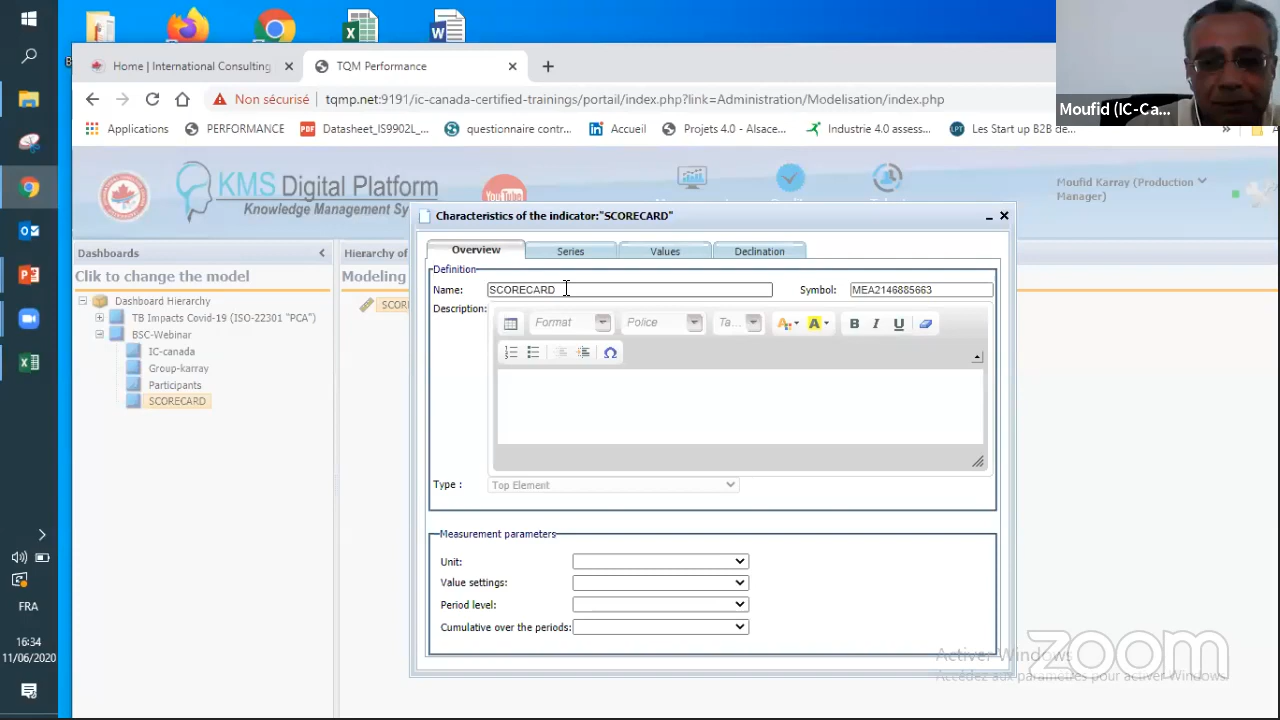 Home | International Consulting
TQM Performance
Non sécurisé
tqmp.net:9191/ic-canada-certified-trainings/portail/index.php?link=Administration/Modelisation/index.php
Moufid (IC-Ca...
Applications
PERFORMANCE
Datasheet_IS9902L_...
questionnaire contr...
Accueil
Projets 4.0 - Alsace...
Industrie 4.0 assess...
Les Start up B2B de...
»
KMS Digital Platform
Knowledge Management Sy
You Tube
Moufid Karray (Production
Manager)
Dashboards
Hierarchy of
Clik to change the model
Modeling
Dashboard Hierarchy
TB Impacts Covid-19 (ISO-22301 "PCA")
BSC-Webinar
IC-canada
Group-karray
Participants
SCORECARD
SCOR
Characteristics of the indicator:"SCORECARD"
Overview
Series
Values
Declination
Definition
Name:
SCORECARD
Symbol:
MEA2146885663
Description:
Format
Police
Ta...
B I U
Type :
Top Element
Measurement parameters
Unit:
Value settings:
Period level:
Cumulative over the periods:
FRA
16:34
11/06/2020
Activer Windows
Accédez aux paramètres pour activer Windows.
zoom